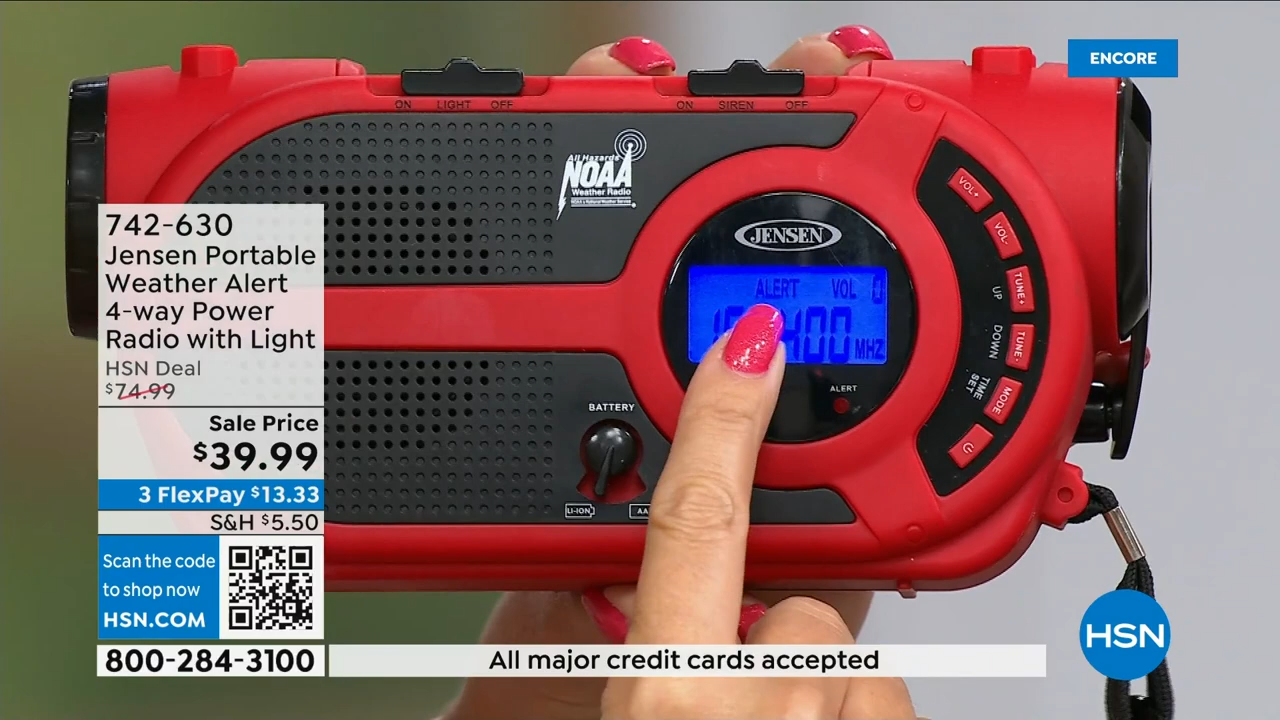 ENCORE
ON LIGHT OFF
ON SIREN OFF
All Hazards
NOAA
Weather Radio
JENSEN
ALERT VOL 0
MHZ
ALERT
VOL+
VOL-
TUNE+
UP
TUNE-
DOWN
MODE
TIME SET
BATTERY
LI-ION
AA
742-630
Jensen Portable
Weather Alert
4-way Power
Radio with Light
HSN Deal
$74.99
Sale Price
$39.99
3 FlexPay $13.33
S&H $5.50
Scan the code
to shop now
HSN.COM
800-284-3100
All major credit cards accepted
HSN